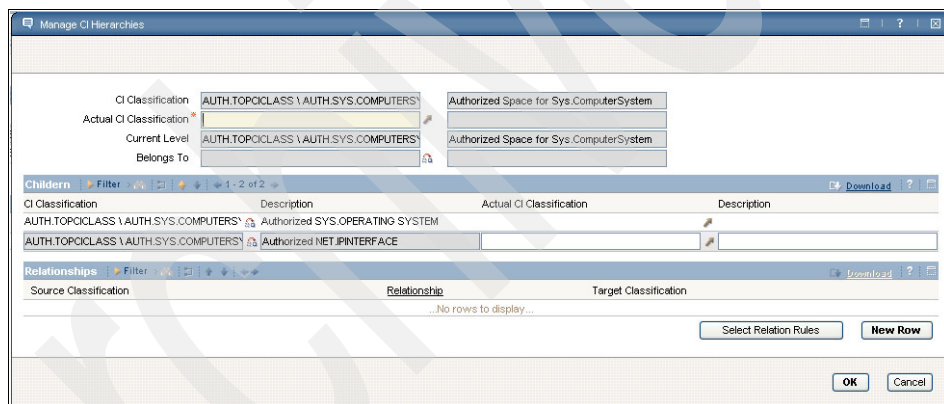 Manage CI Hierarchies
CI Classification AUTH.TOPCICLASS \ AUTH.SYS.COMPUTERSY Authorized Space for Sys.ComputerSystem
Actual CI Classification *
Current Level AUTH.TOPCICLASS \ AUTH.SYS.COMPUTERSY Authorized Space for Sys.ComputerSystem
Belongs To
Childern Filter 1 - 2 of 2 Download ?
CI Classification Description Actual CI Classification Description
AUTH.TOPCICLASS \ AUTH.SYS.COMPUTERSY Authorized SYS.OPERATING SYSTEM
AUTH.TOPCICLASS \ AUTH.SYS.COMPUTERSY Authorized NET.IPINTERFACE
Relationships Filter Download ?
Source Classification Relationship Target Classification
...No rows to display...
Select Relation Rules New Row
OK Cancel